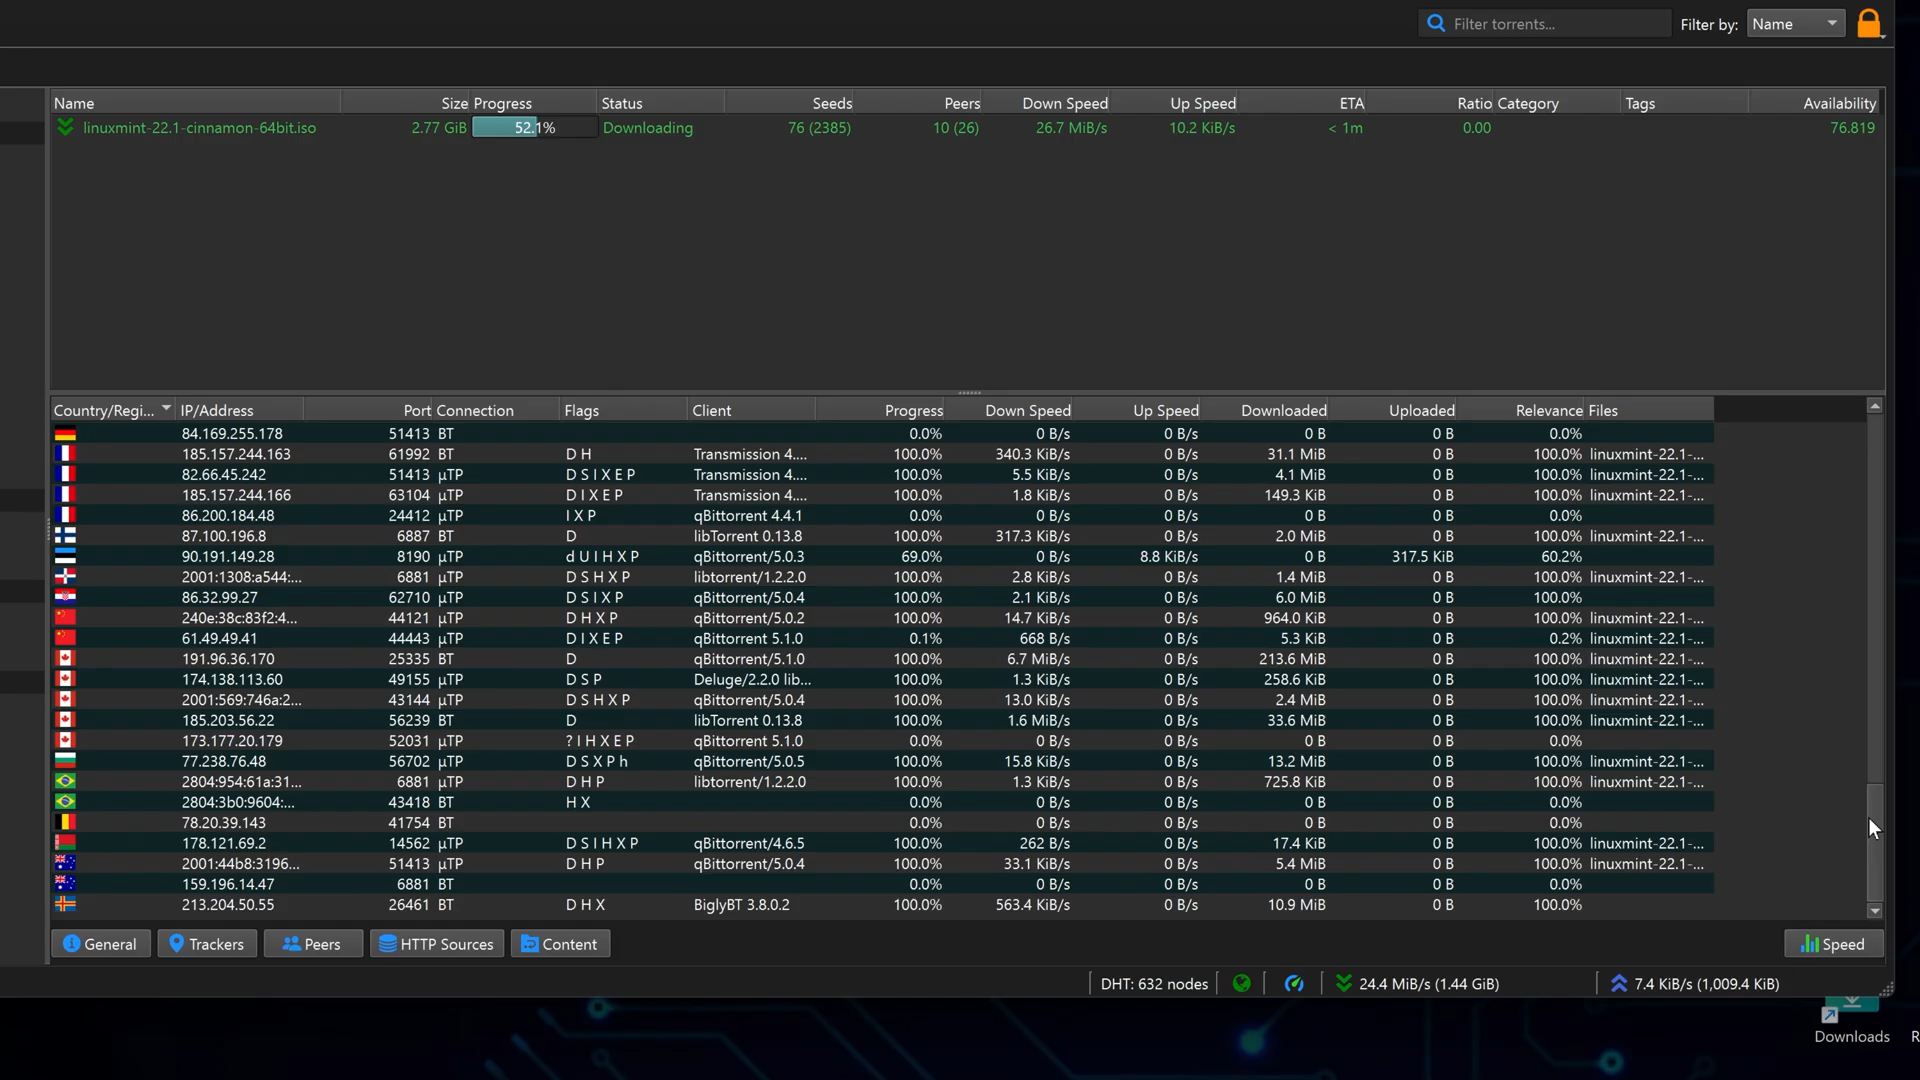 Filter torrents... Filter by: Name
Name Size Progress Status Seeds Peers Down Speed Up Speed ETA Ratio Category Tags Availability
linuxmint-22.1-cinnamon-64bit.iso 2.77 GiB 52.1% Downloading 76 (2385) 10 (26) 26.7 MiB/s 10.2 KiB/s < 1m 0.00 76.819
Country/Regi... IP/Address Port Connection Flags Client Progress Down Speed Up Speed Downloaded Uploaded Relevance Files
84.169.255.178 51413 BT 0.0% 0 B/s 0 B/s 0 B 0 B 0.0%
185.157.244.163 61992 BT D H Transmission 4.... 100.0% 340.3 KiB/s 0 B/s 31.1 MiB 0 B 100.0% linuxmint-22.1-...
82.66.45.242 51413 μTP D S I X E P Transmission 4.... 100.0% 5.5 KiB/s 0 B/s 4.1 MiB 0 B 100.0% linuxmint-22.1-...
185.157.244.166 63104 μTP D I X E P Transmission 4.... 100.0% 1.8 KiB/s 0 B/s 149.3 KiB 0 B 100.0% linuxmint-22.1-...
86.200.184.48 24412 μTP I X P qBittorrent 4.4.1 0.0% 0 B/s 0 B/s 0 B 0 B 0.0%
87.100.196.8 6887 BT D libTorrent 0.13.8 100.0% 317.3 KiB/s 0 B/s 2.0 MiB 0 B 100.0% linuxmint-22.1-...
90.191.149.28 8190 μTP d U I H X P qBittorrent/5.0.3 69.0% 0 B/s 8.8 KiB/s 0 B 317.5 KiB 60.2%
2001:1308:a544:... 6881 μTP D S H X P libtorrent/1.2.2.0 100.0% 2.8 KiB/s 0 B/s 1.4 MiB 0 B 100.0% linuxmint-22.1-...
86.32.99.27 62710 μTP D S I X P qBittorrent/5.0.4 100.0% 2.1 KiB/s 0 B/s 6.0 MiB 0 B 100.0%
240e:38c:83f2:4... 44121 μTP D H X P qBittorrent/5.0.2 100.0% 14.7 KiB/s 0 B/s 964.0 KiB 0 B 100.0% linuxmint-22.1-...
61.49.49.41 44443 μTP D I X E P qBittorrent 5.1.0 0.1% 668 B/s 0 B/s 5.3 KiB 0 B 0.2% linuxmint-22.1-...
191.96.36.170 25335 BT D qBittorrent/5.1.0 100.0% 6.7 MiB/s 0 B/s 213.6 MiB 0 B 100.0% linuxmint-22.1-...
174.138.113.60 49155 μTP D S P Deluge/2.2.0 lib... 100.0% 1.3 KiB/s 0 B/s 258.6 KiB 0 B 100.0% linuxmint-22.1-...
2001:569:746a:2... 43144 μTP D S H X P qBittorrent/5.0.4 100.0% 13.0 KiB/s 0 B/s 2.4 MiB 0 B 100.0% linuxmint-22.1-...
185.203.56.22 56239 BT D libTorrent 0.13.8 100.0% 1.6 MiB/s 0 B/s 33.6 MiB 0 B 100.0% linuxmint-22.1-...
173.177.20.179 52031 μTP ? I H X E P qBittorrent 5.1.0 0.0% 0 B/s 0 B/s 0 B 0 B 0.0%
77.238.76.48 56702 μTP D S X P h qBittorrent/5.0.5 100.0% 15.8 KiB/s 0 B/s 13.2 MiB 0 B 100.0% linuxmint-22.1-...
2804:954:61a:31... 6881 μTP D H P libtorrent/1.2.2.0 100.0% 1.3 KiB/s 0 B/s 725.8 KiB 0 B 100.0% linuxmint-22.1-...
2804:3b0:9604:... 43418 BT H X 0.0% 0 B/s 0 B/s 0 B 0 B 0.0%
78.20.39.143 41754 BT 0.0% 0 B/s 0 B/s 0 B 0 B 0.0%
178.121.69.2 14562 μTP D S I H X P qBittorrent/4.6.5 100.0% 262 B/s 0 B/s 17.4 KiB 0 B 100.0% linuxmint-22.1-...
2001:44b8:3196... 51413 μTP D H P qBittorrent/5.0.4 100.0% 33.1 KiB/s 0 B/s 5.4 MiB 0 B 100.0% linuxmint-22.1-...
159.196.14.47 6881 BT 0.0% 0 B/s 0 B/s 0 B 0 B 0.0%
213.204.50.55 26461 BT D H X BiglyBT 3.8.0.2 100.0% 563.4 KiB/s 0 B/s 10.9 MiB 0 B 100.0%
General Trackers Peers HTTP Sources Content Speed
DHT: 632 nodes 24.4 MiB/s (1.44 GiB) 7.4 KiB/s (1,009.4 KiB)
Downloads R